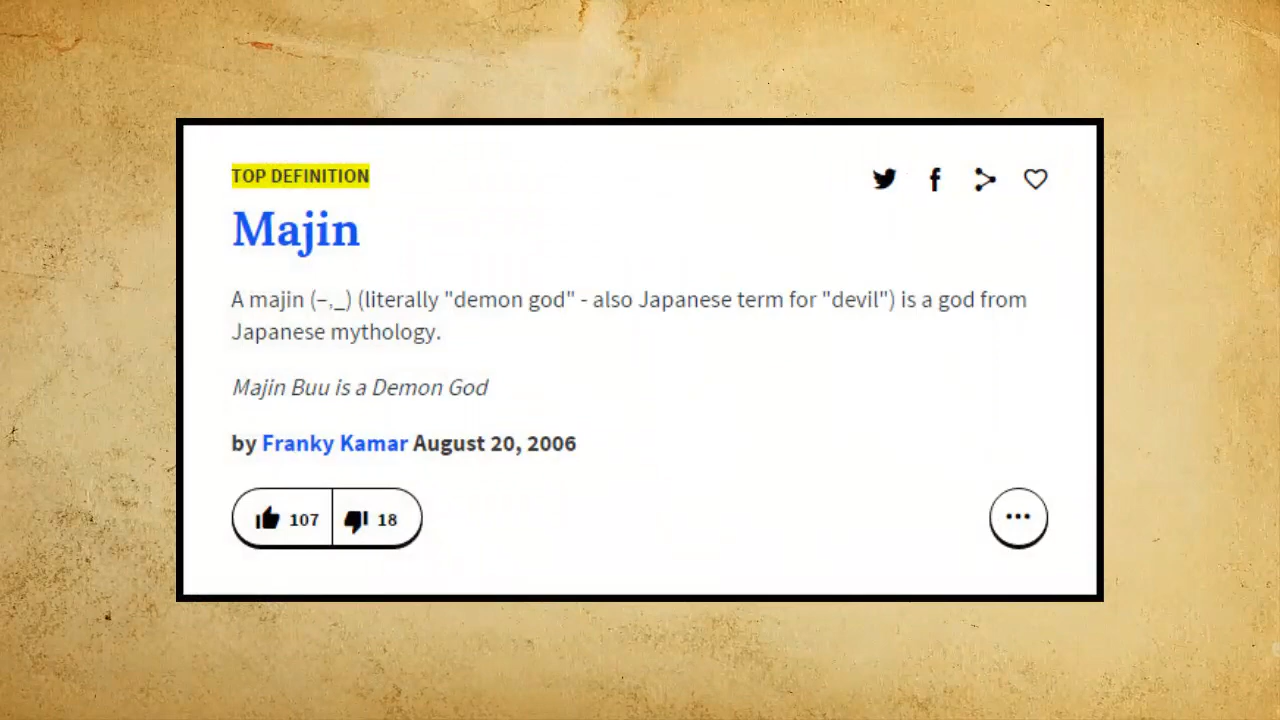 TOP DEFINITION
Majin
A majin (–,_) (literally "demon god" - also Japanese term for "devil") is a god from
Japanese mythology.
Majin Buu is a Demon God
by Franky Kamar August 20, 2006
107 18